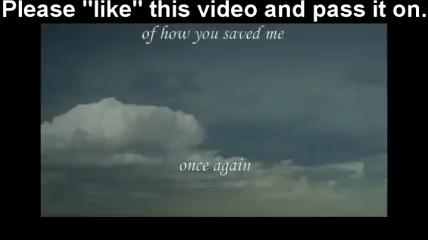 Please "like" this video and pass it on.
of how you saved me
once again